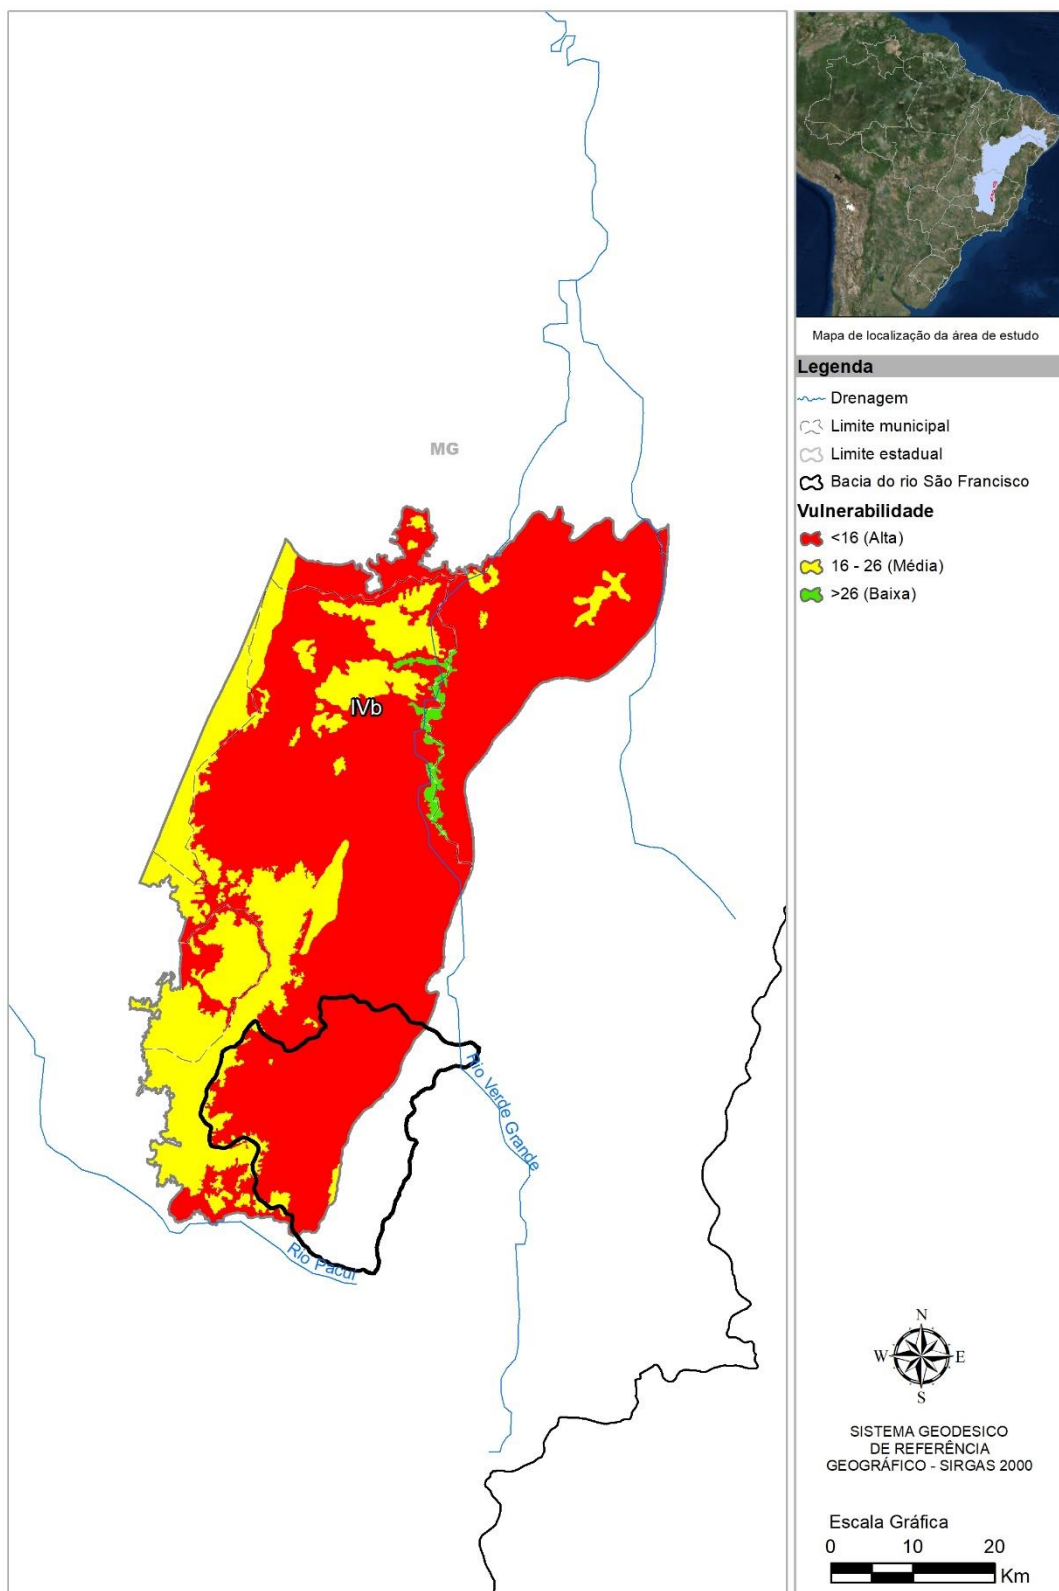 MG
IVb
Rio Verde Grande
Rio Pacuí
Mapa de localização da área de estudo
Legenda
Drenagem
Limite municipal
Limite estadual
Bacia do rio São Francisco
Vulnerabilidade
<16 (Alta)
16 - 26 (Média)
>26 (Baixa)
N
W E
S
SISTEMA GEODESICO
DE REFERÊNCIA
GEOGRÁFICO - SIRGAS 2000
Escala Gráfica
0 10 20
Km